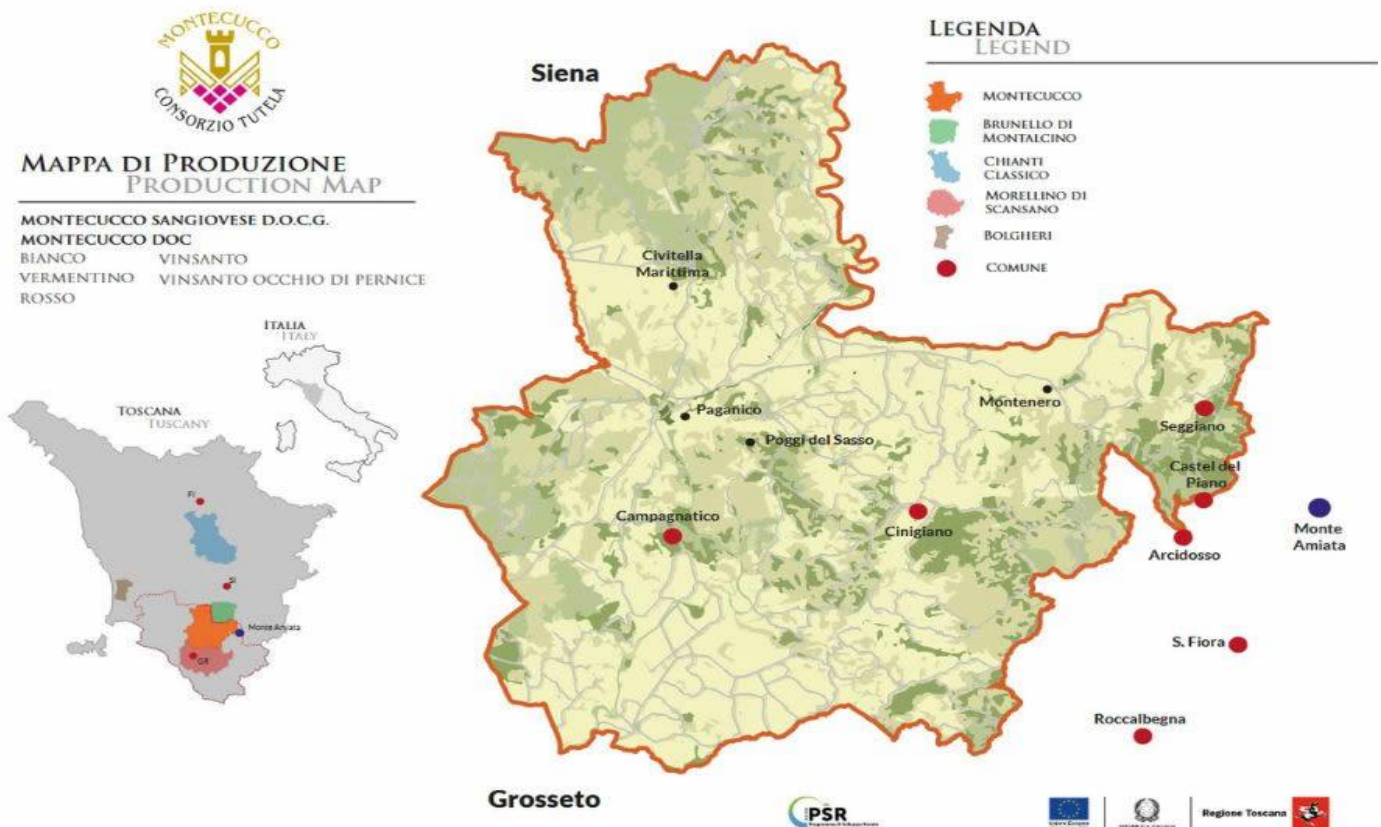 MONTECUCCO
CONSORZIO TUTELA
MAPPA DI PRODUZIONE
PRODUCTION MAP
MONTECUCCO SANGIOVESE D.O.C.G.
MONTECUCCO DOC
BIANCO VINSANTO
VERMENTINO VINSANTO OCCHIO DI PERNICE
ROSSO
ITALIA
ITALY
TOSCANA
TUSCANY
FI
SI
Monte Amiata
GR
Siena
Civitella
Marittima
Paganico
Poggi del Sasso
Montenero
Seggiano
Castel del
Piano
Campagnatico
Cinigiano
Arcidosso
Monte
Amiata
S. Fiora
Roccalbegna
Grosseto
LEGENDA
LEGEND
MONTECUCCO
BRUNELLO DI
MONTALCINO
CHIANTI
CLASSICO
MORELLINO DI
SCANSANO
BOLGHERI
COMUNE
PSR
Regione Toscana